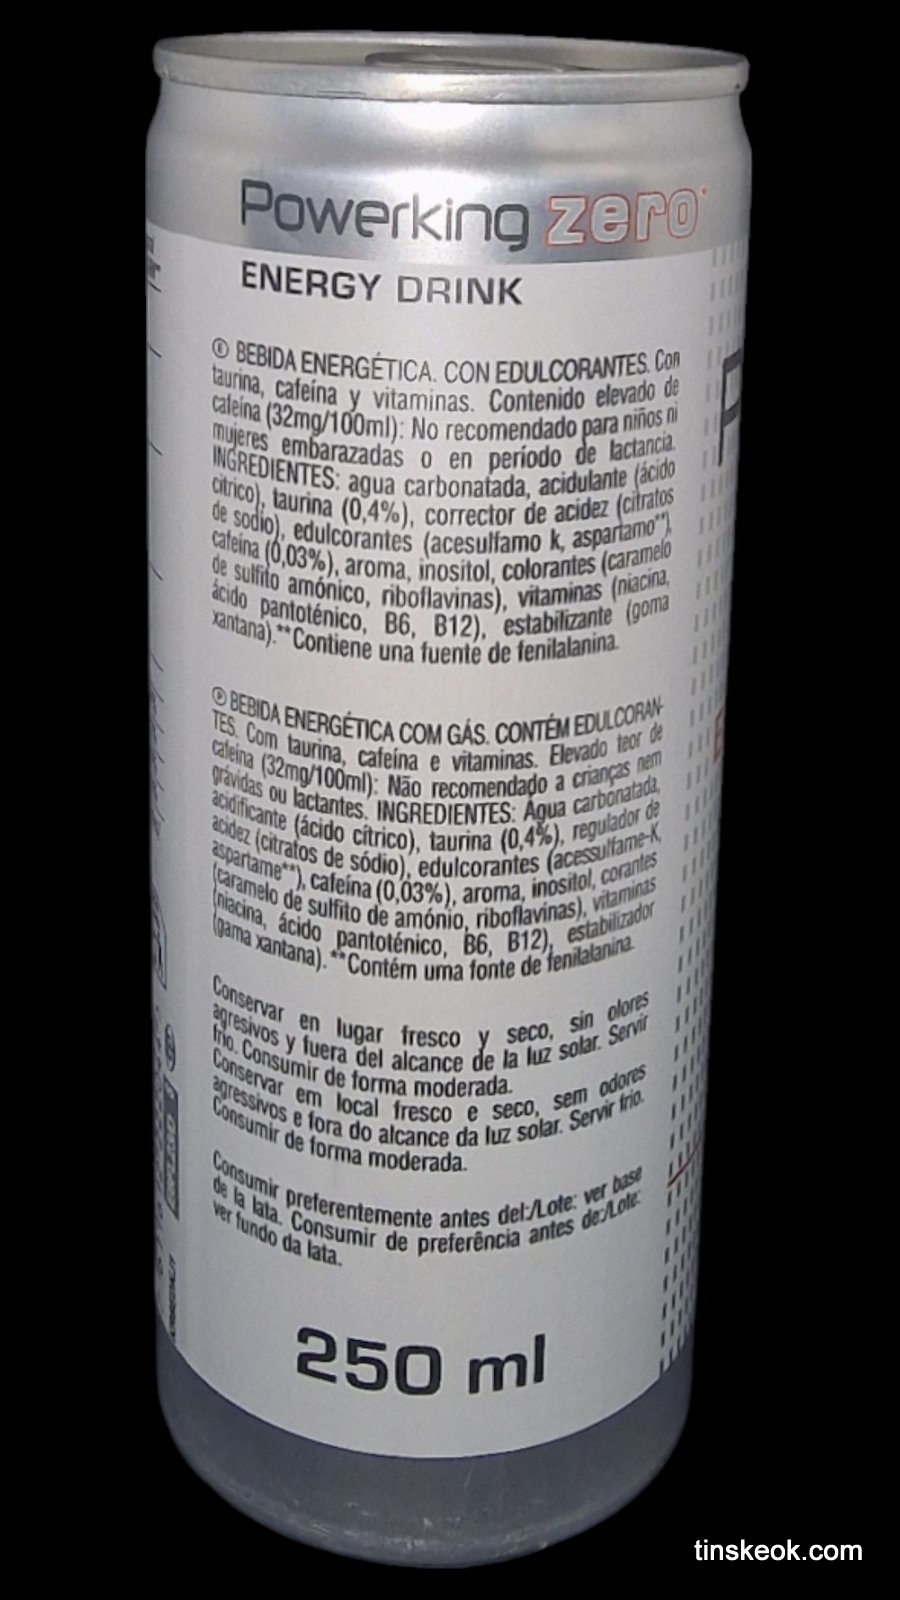 Powerking zero
ENERGY DRINK
Ⓔ BEBIDA ENERGÉTICA. CON EDULCORANTES. Con
taurina, cafeína y vitaminas. Contenido elevado de
cafeína (32mg/100ml): No recomendado para niños ni
mujeres embarazadas o en período de lactancia.
INGREDIENTES: agua carbonatada, acidulante (ácido
cítrico), taurina (0,4%), corrector de acidez (citratos
de sodio), edulcorantes (acesulfamo k, aspartamo**),
cafeína (0,03%), aroma, inositol, colorantes (caramelo
de sulfito amónico, riboflavinas), vitaminas (niacina,
ácido pantoténico, B6, B12), estabilizante (goma
xantana).**Contiene una fuente de fenilalanina.
Ⓟ BEBIDA ENERGÉTICA COM GÁS. CONTÉM EDULCORAN-
TES. Com taurina, cafeína e vitaminas. Elevado teor de
cafeína (32mg/100ml): Não recomendado a crianças nem
grávidas ou lactantes. INGREDIENTES: Água carbonatada,
acidificante (ácido cítrico), taurina (0,4%), regulador de
acidez (citratos de sódio), edulcorantes (acessulfame-K,
aspartame**), cafeína (0,03%), aroma, inositol, corantes
(caramelo de sulfito de amónio, riboflavinas), vitaminas
(niacina, ácido pantoténico, B6, B12), estabilizador
(gama xantana). **Contém uma fonte de fenilalanina.
Conservar en lugar fresco y seco, sin olores
agresivos y fuera del alcance de la luz solar. Servir
frío. Consumir de forma moderada.
Conservar em local fresco e seco, sem odores
agressivos e fora do alcance da luz solar. Servir frio.
Consumir de forma moderada.
Consumir preferentemente antes del:/Lote: ver base
de la lata. Consumir de preferência antes de:/Lote:
ver fundo da lata.
250 ml
tinskeok.com